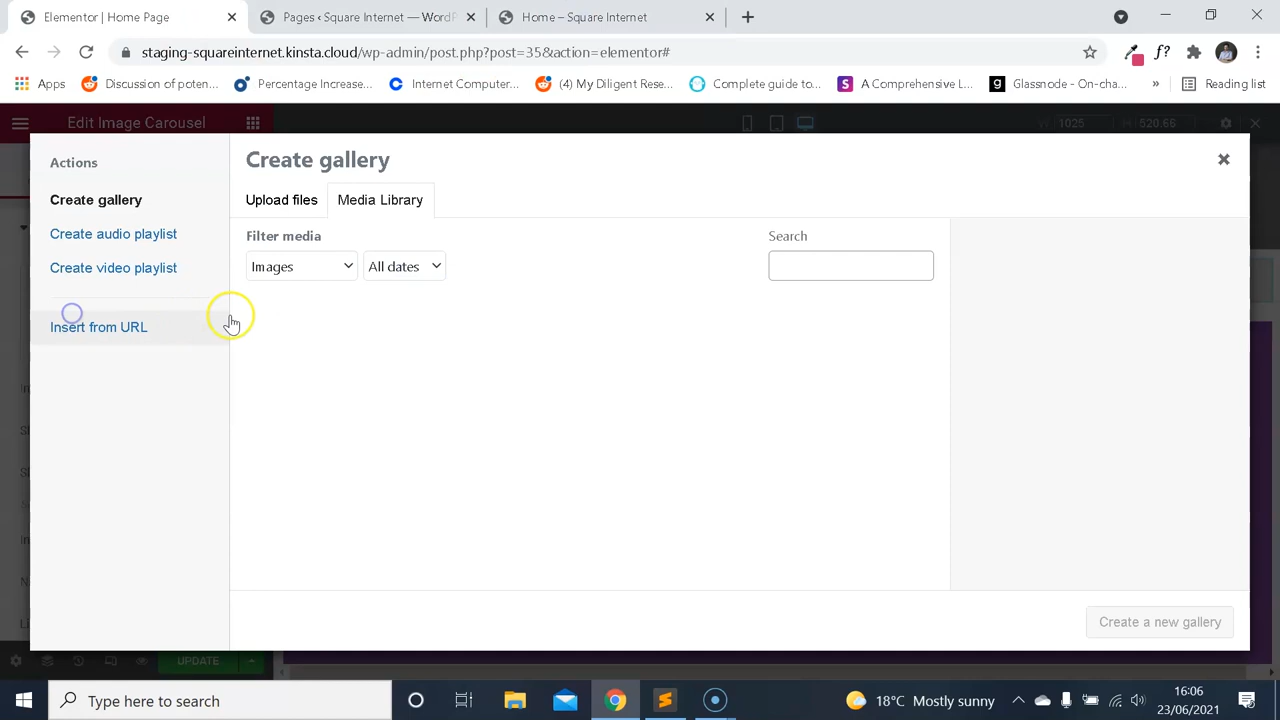 Elementor | Home Page
Pages ‹ Square Internet — WordPr
Home – Square Internet
staging-squareinternet.kinsta.cloud/wp-admin/post.php?post=35&action=elementor#
f?
Apps
Discussion of poten...
Percentage Increase...
Internet Computer...
(4) My Diligent Rese...
Complete guide to...
A Comprehensive L...
Glassnode - On-cha...
»
Reading list
Edit Image Carousel
W 1025
H 520.66
Actions
Create gallery
Create audio playlist
Create video playlist
Insert from URL
Create gallery
Upload files
Media Library
Filter media
Images
All dates
Search
Create a new gallery
UPDATE
Type here to search
18°C Mostly sunny
16:06
23/06/2021